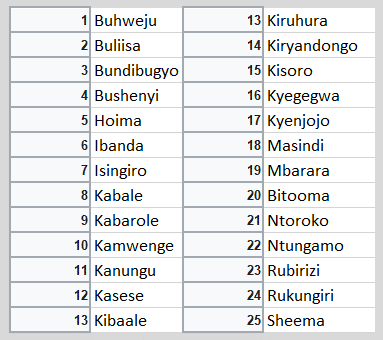 1 Buhweju 13 Kiruhura
2 Buliisa 14 Kiryandongo
3 Bundibugyo 15 Kisoro
4 Bushenyi 16 Kyegegwa
5 Hoima 17 Kyenjojo
6 Ibanda 18 Masindi
7 Isingiro 19 Mbarara
8 Kabale 20 Bitooma
9 Kabarole 21 Ntoroko
10 Kamwenge 22 Ntungamo
11 Kanungu 23 Rubirizi
12 Kasese 24 Rukungiri
13 Kibaale 25 Sheema